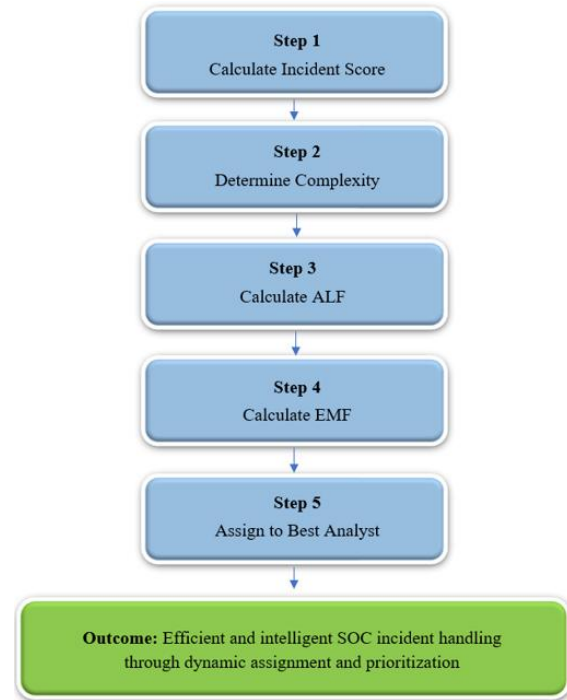 Step 1
Calculate Incident Score
Step 2
Determine Complexity
Step 3
Calculate ALF
Step 4
Calculate EMF
Step 5
Assign to Best Analyst
Outcome: Efficient and intelligent SOC incident handling
through dynamic assignment and prioritization